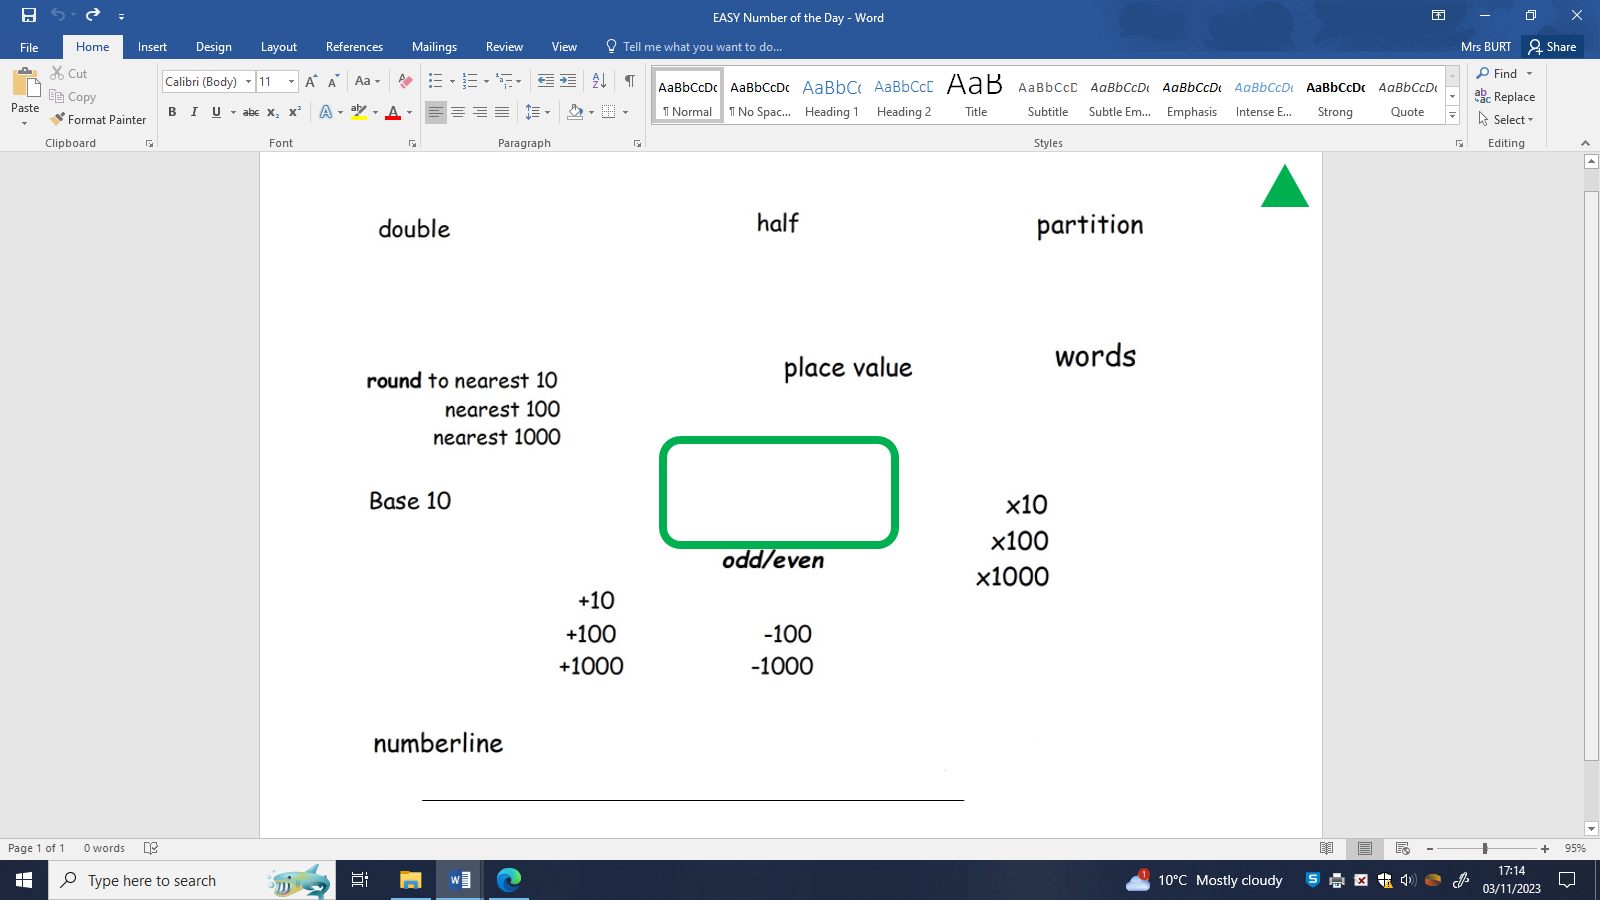 EASY Number of the Day - Word
File Home Insert Design Layout References Mailings Review View Tell me what you want to do... Mrs BURT Share
Paste
Cut
Copy
Format Painter
Clipboard
Calibri (Body) 11
Font
Paragraph
AaBbCcDc AaBbCcDc AaBbCc AaBbCcD AaB AaBbCcD AaBbCcDc AaBbCcDc AaBbCcDc AaBbCcDc AaBbCcDc
¶ Normal ¶ No Spac... Heading 1 Heading 2 Title Subtitle Subtle Em... Emphasis Intense E... Strong Quote
Styles
Find
Replace
Select
Editing
double half partition
round to nearest 10
nearest 100
nearest 1000
place value
words
Base 10
odd/even
x10
x100
x1000
+10
+100
+1000
-100
-1000
numberline
Page 1 of 1 0 words 95%
Type here to search
1
10°C Mostly cloudy
17:14
03/11/2023